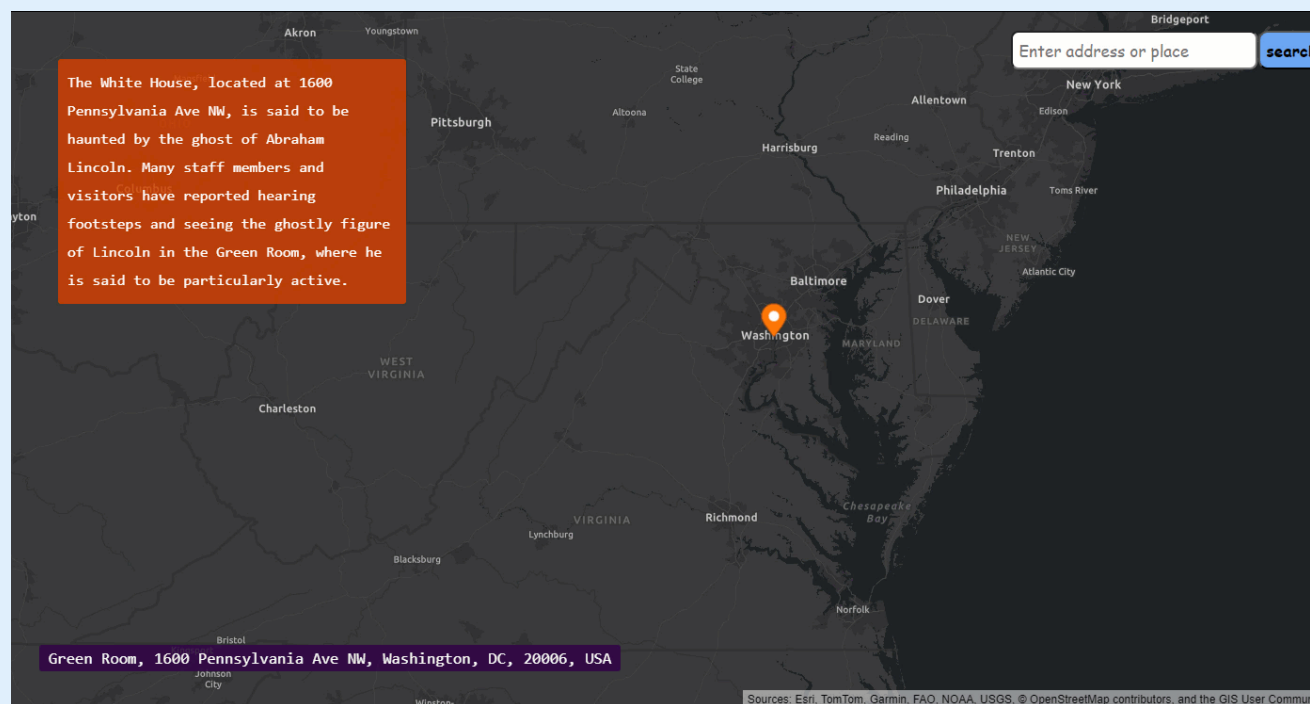 Bridgeport
Akron
Youngstown
Enter address or place
search
The White House, located at 1600
Pennsylvania Ave NW, is said to be
haunted by the ghost of Abraham
Lincoln. Many staff members and
visitors have reported hearing
footsteps and seeing the ghostly figure
of Lincoln in the Green Room, where he
is said to be particularly active.
State
College
New York
Allentown
Edison
Altoona
Pittsburgh
Reading
Harrisburg
Trenton
Columbus
Philadelphia
Toms River
yton
NEW
JERSEY
Atlantic City
Baltimore
Dover
DELAWARE
Washington
MARYLAND
WEST
VIRGINIA
Charleston
Chesapeake
Bay
Richmond
VIRGINIA
Lynchburg
Blacksburg
Norfolk
Bristol
Green Room, 1600 Pennsylvania Ave NW, Washington, DC, 20006, USA
Johnson
City
Winston-
Sources: Esri, TomTom, Garmin, FAO, NOAA, USGS, © OpenStreetMap contributors, and the GIS User Commu